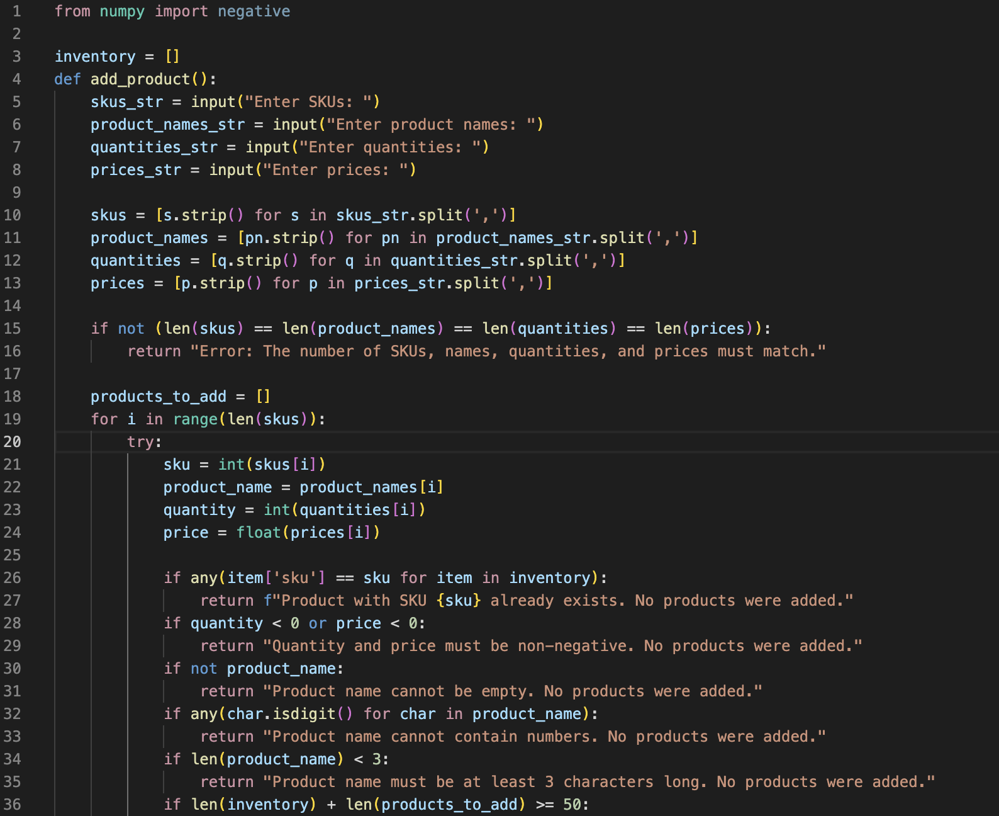 1 from numpy import negative
2
3 inventory = []
4 def add_product():
5     skus_str = input("Enter SKUs: ")
6     product_names_str = input("Enter product names: ")
7     quantities_str = input("Enter quantities: ")
8     prices_str = input("Enter prices: ")
9
10     skus = [s.strip() for s in skus_str.split(',')]
11     product_names = [pn.strip() for pn in product_names_str.split(',')]
12     quantities = [q.strip() for q in quantities_str.split(',')]
13     prices = [p.strip() for p in prices_str.split(',')]
14
15     if not (len(skus) == len(product_names) == len(quantities) == len(prices)):
16         return "Error: The number of SKUs, names, quantities, and prices must match."
17
18     products_to_add = []
19     for i in range(len(skus)):
20         try:
21             sku = int(skus[i])
22             product_name = product_names[i]
23             quantity = int(quantities[i])
24             price = float(prices[i])
25
26             if any(item['sku'] == sku for item in inventory):
27                 return f"Product with SKU {sku} already exists. No products were added."
28             if quantity < 0 or price < 0:
29                 return "Quantity and price must be non-negative. No products were added."
30             if not product_name:
31                 return "Product name cannot be empty. No products were added."
32             if any(char.isdigit() for char in product_name):
33                 return "Product name cannot contain numbers. No products were added."
34             if len(product_name) < 3:
35                 return "Product name must be at least 3 characters long. No products were added."
36             if len(inventory) + len(products_to_add) >= 50: